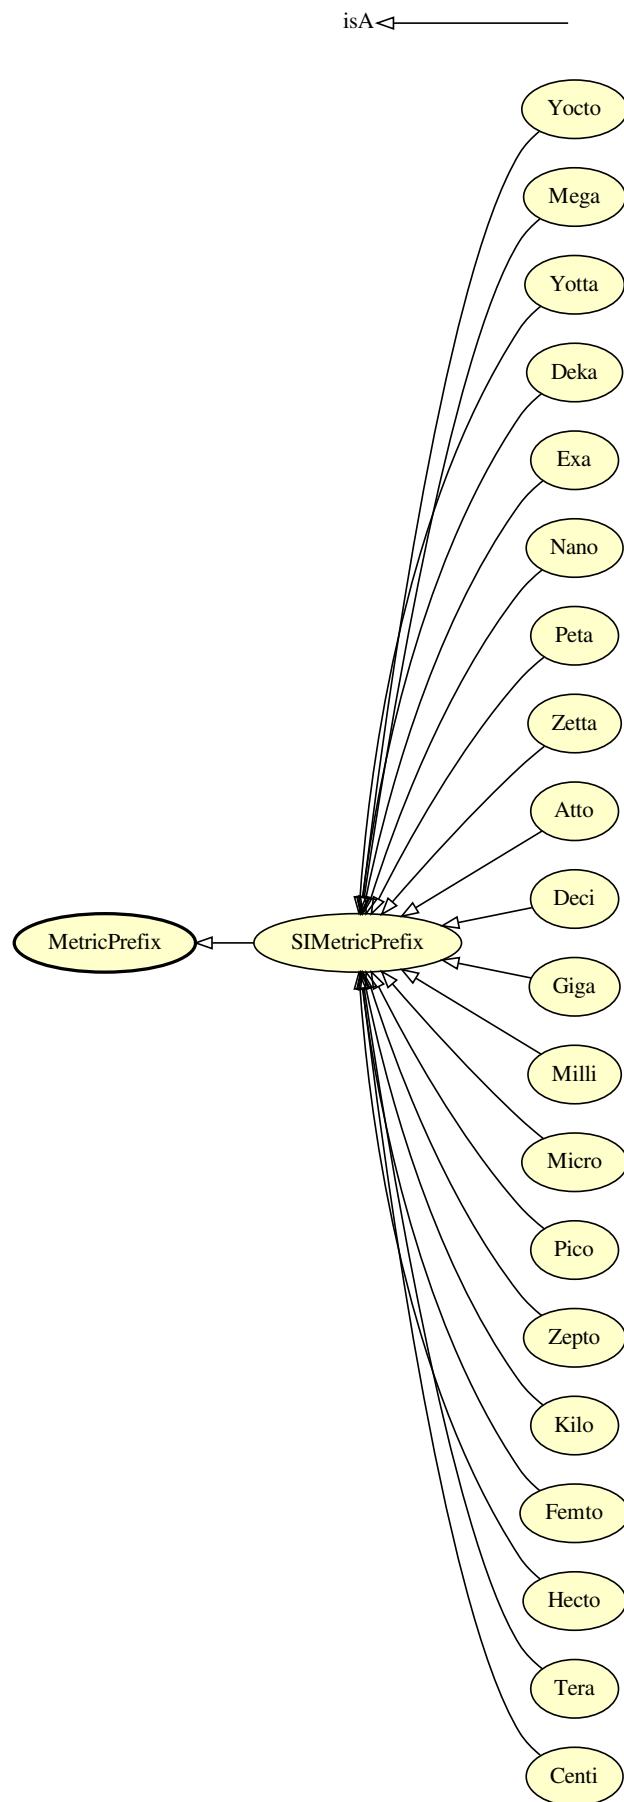 isA
Yocto
Mega
Yotta
Deka
Exa
Nano
Peta
Zetta
Atto
Deci
MetricPrefix
SIMetricPrefix
Giga
Milli
Micro
Pico
Zepto
Kilo
Femto
Hecto
Tera
Centi